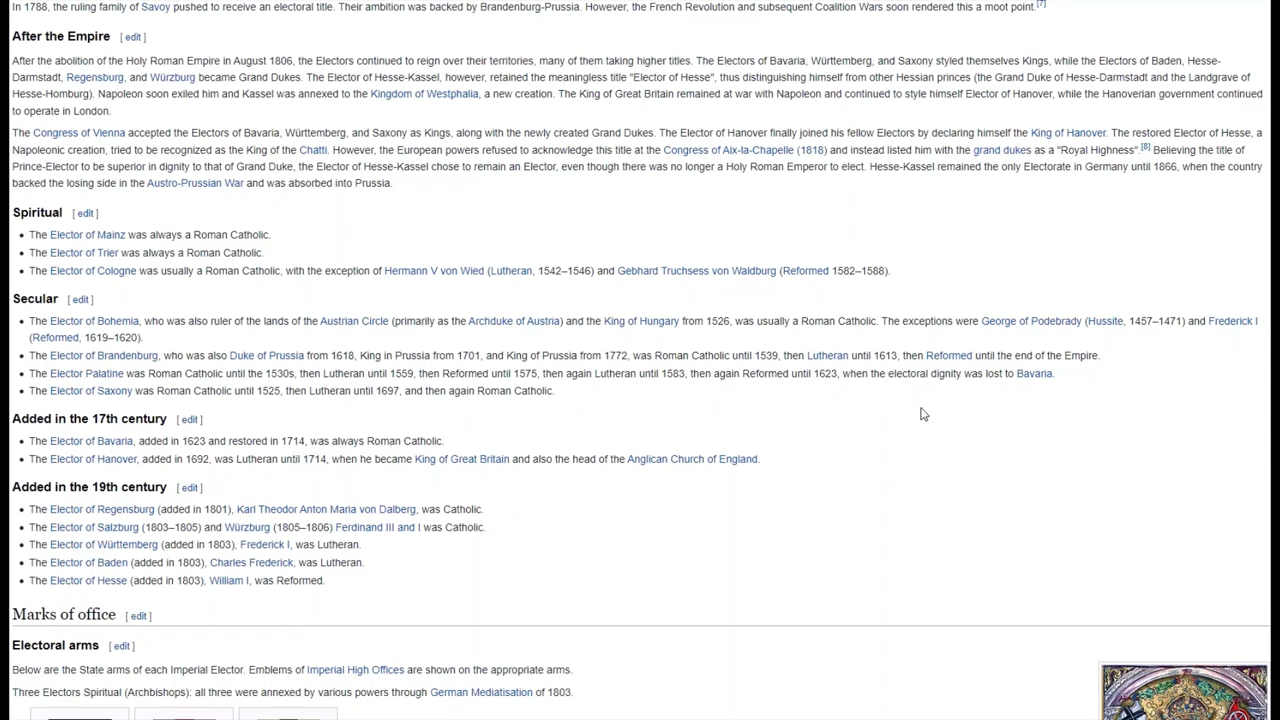 In 1788, the ruling family of Savoy pushed to receive an electoral title. Their ambition was backed by Brandenburg-Prussia. However, the French Revolution and subsequent Coalition Wars soon rendered this a moot point.[7]
After the Empire [ edit ]
After the abolition of the Holy Roman Empire in August 1806, the Electors continued to reign over their territories, many of them taking higher titles. The Electors of Bavaria, Württemberg, and Saxony styled themselves Kings, while the Electors of Baden, Hesse-
Darmstadt, Regensburg, and Würzburg became Grand Dukes. The Elector of Hesse-Kassel, however, retained the meaningless title "Elector of Hesse", thus distinguishing himself from other Hessian princes (the Grand Duke of Hesse-Darmstadt and the Landgrave of
Hesse-Homburg). Napoleon soon exiled him and Kassel was annexed to the Kingdom of Westphalia, a new creation. The King of Great Britain remained at war with Napoleon and continued to style himself Elector of Hanover, while the Hanoverian government continued
to operate in London.
The Congress of Vienna accepted the Electors of Bavaria, Württemberg, and Saxony as Kings, along with the newly created Grand Dukes. The Elector of Hanover finally joined his fellow Electors by declaring himself the King of Hanover. The restored Elector of Hesse, a
Napoleonic creation, tried to be recognized as the King of the Chatti. However, the European powers refused to acknowledge this title at the Congress of Aix-la-Chapelle (1818) and instead listed him with the grand dukes as a "Royal Highness".[8] Believing the title of
Prince-Elector to be superior in dignity to that of Grand Duke, the Elector of Hesse-Kassel chose to remain an Elector, even though there was no longer a Holy Roman Emperor to elect. Hesse-Kassel remained the only Electorate in Germany until 1866, when the country
backed the losing side in the Austro-Prussian War and was absorbed into Prussia.
Spiritual [ edit ]
• The Elector of Mainz was always a Roman Catholic.
• The Elector of Trier was always a Roman Catholic.
• The Elector of Cologne was usually a Roman Catholic, with the exception of Hermann V von Wied (Lutheran, 1542–1546) and Gebhard Truchsess von Waldburg (Reformed 1582–1588).
Secular [ edit ]
• The Elector of Bohemia, who was also ruler of the lands of the Austrian Circle (primarily as the Archduke of Austria) and the King of Hungary from 1526, was usually a Roman Catholic. The exceptions were George of Podebrady (Hussite, 1457–1471) and Frederick I
(Reformed, 1619–1620).
• The Elector of Brandenburg, who was also Duke of Prussia from 1618, King in Prussia from 1701, and King of Prussia from 1772, was Roman Catholic until 1539, then Lutheran until 1613, then Reformed until the end of the Empire.
• The Elector Palatine was Roman Catholic until the 1530s, then Lutheran until 1559, then Reformed until 1575, then again Lutheran until 1583, then again Reformed until 1623, when the electoral dignity was lost to Bavaria.
• The Elector of Saxony was Roman Catholic until 1525, then Lutheran until 1697, and then again Roman Catholic.
Added in the 17th century [ edit ]
• The Elector of Bavaria, added in 1623 and restored in 1714, was always Roman Catholic.
• The Elector of Hanover, added in 1692, was Lutheran until 1714, when he became King of Great Britain and also the head of the Anglican Church of England.
Added in the 19th century [ edit ]
• The Elector of Regensburg (added in 1801), Karl Theodor Anton Maria von Dalberg, was Catholic.
• The Elector of Salzburg (1803–1805) and Würzburg (1805–1806) Ferdinand III and I was Catholic.
• The Elector of Württemberg (added in 1803), Frederick I, was Lutheran.
• The Elector of Baden (added in 1803), Charles Frederick, was Lutheran.
• The Elector of Hesse (added in 1803), William I, was Reformed.
Marks of office [ edit ]
Electoral arms [ edit ]
Below are the State arms of each Imperial Elector. Emblems of Imperial High Offices are shown on the appropriate arms.
Three Electors Spiritual (Archbishops): all three were annexed by various powers through German Mediatisation of 1803.